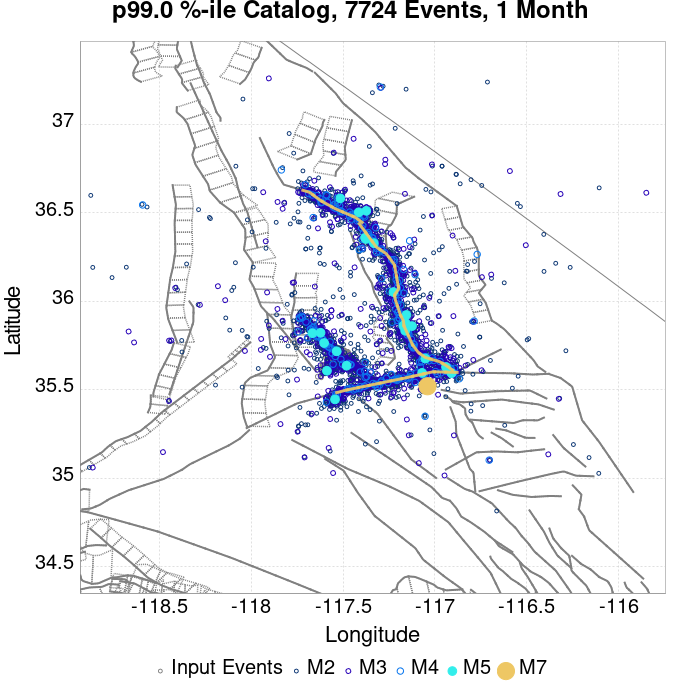 p99.0 %-ile Catalog, 7724 Events, 1 Month
37
36.5
36
35.5
35
34.5
Latitude
-118.5 -118 -117.5 -117 -116.5 -116
Longitude
Input Events M2 M3 M4 M5 M7